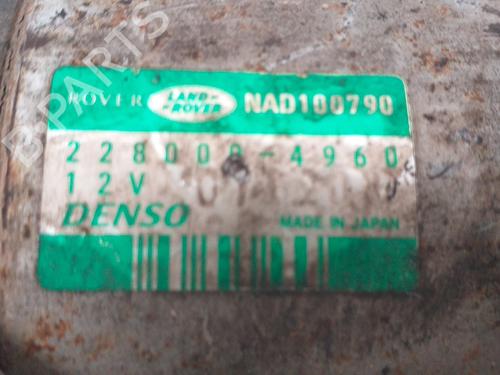 B-PARTS
ROVER LAND-ROVER NAD100790
228000-4960
12V
DENSO MADE IN JAPAN